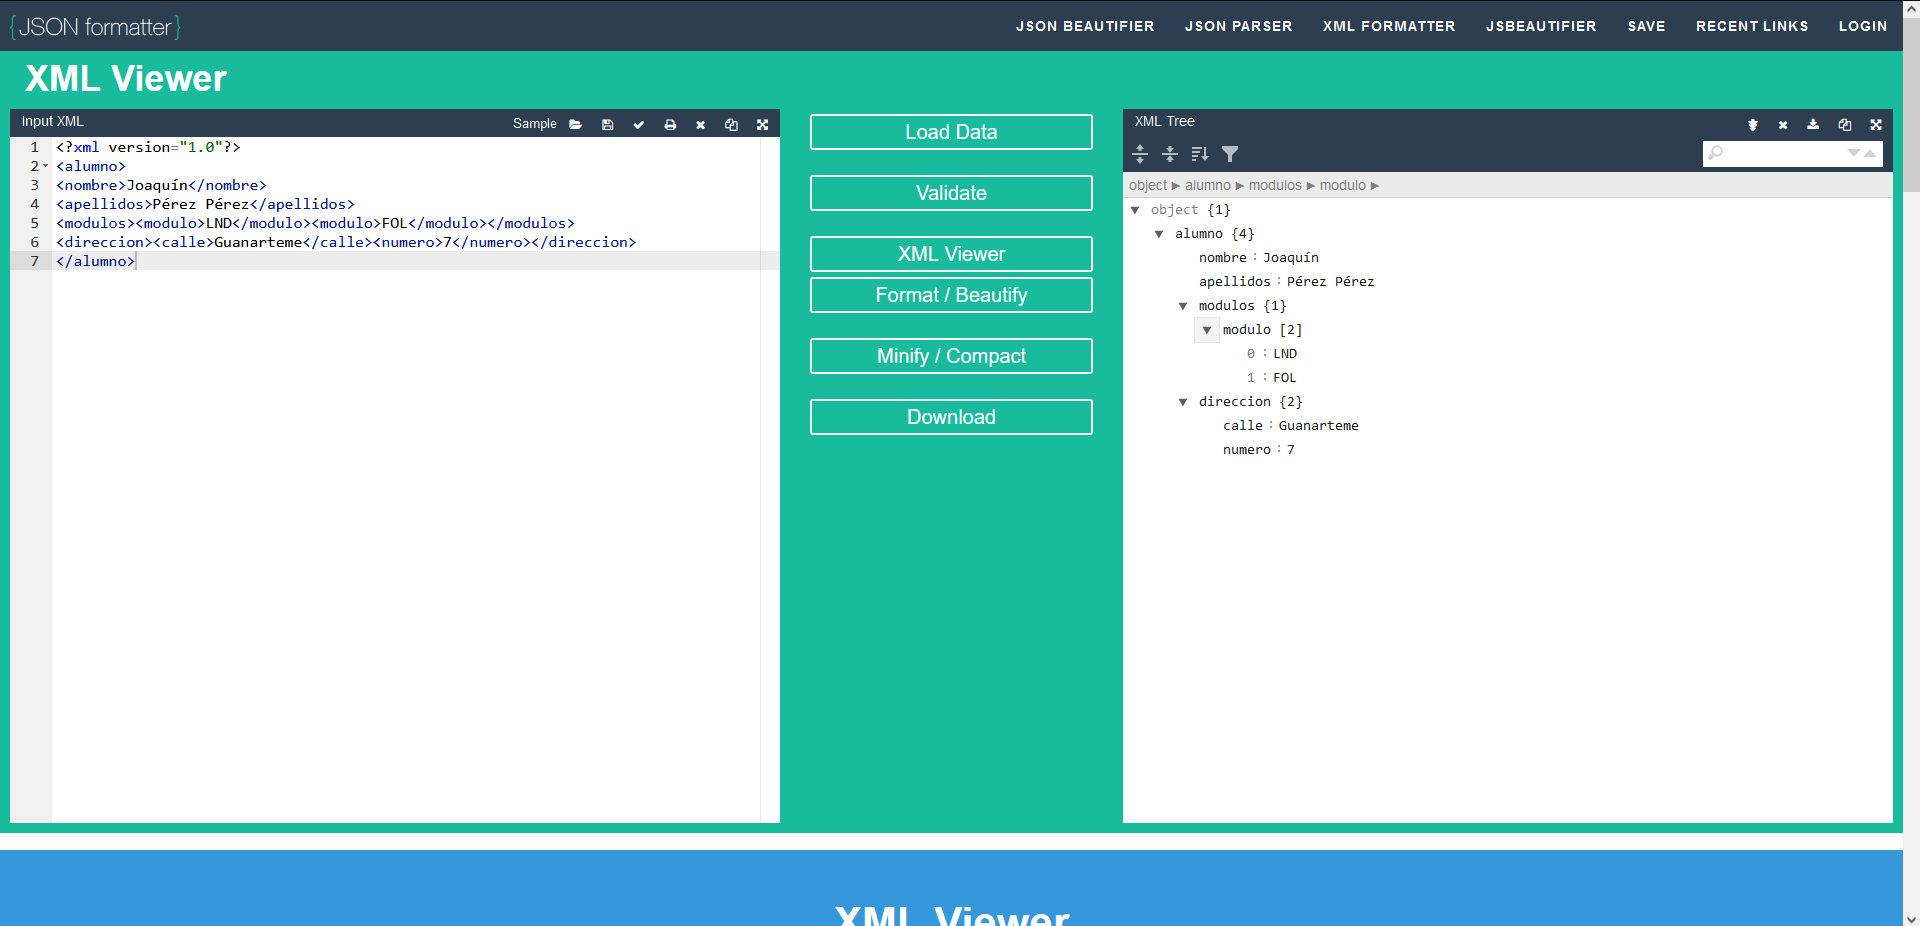 {JSON formatter}
JSON BEAUTIFIER JSON PARSER XML FORMATTER JSBEAUTIFIER SAVE RECENT LINKS LOGIN
XML Viewer
Input XML
Sample
1 <?xml version="1.0"?>
2 <alumno>
3 <nombre>Joaquín</nombre>
4 <apellidos>Pérez Pérez</apellidos>
5 <modulos><modulo>LND</modulo><modulo>FOL</modulo></modulos>
6 <direccion><calle>Guanarteme</calle><numero>7</numero></direccion>
7 </alumno>
Load Data
Validate
XML Viewer
Format / Beautify
Minify / Compact
Download
XML Tree
object ► alumno ► modulos ► modulo ►
▼ object {1}
▼ alumno {4}
nombre : Joaquín
apellidos : Pérez Pérez
▼ modulos {1}
▼ modulo [2]
0 : LND
1 : FOL
▼ direccion {2}
calle : Guanarteme
numero : 7
XML Viewer